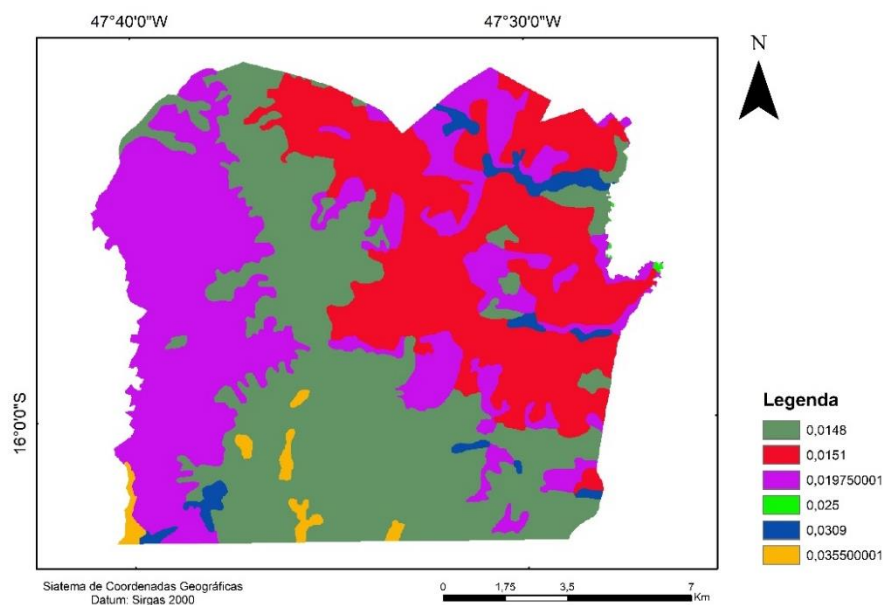 47°40'0"W
47°30'0"W
N
16°0'0"S
Legenda
0,0148
0,0151
0,019750001
0,025
0,0309
0,035500001
Siatema de Coordenadas Geográficas
Datum: Sirgas 2000
0 1,75 3,5 7
Km